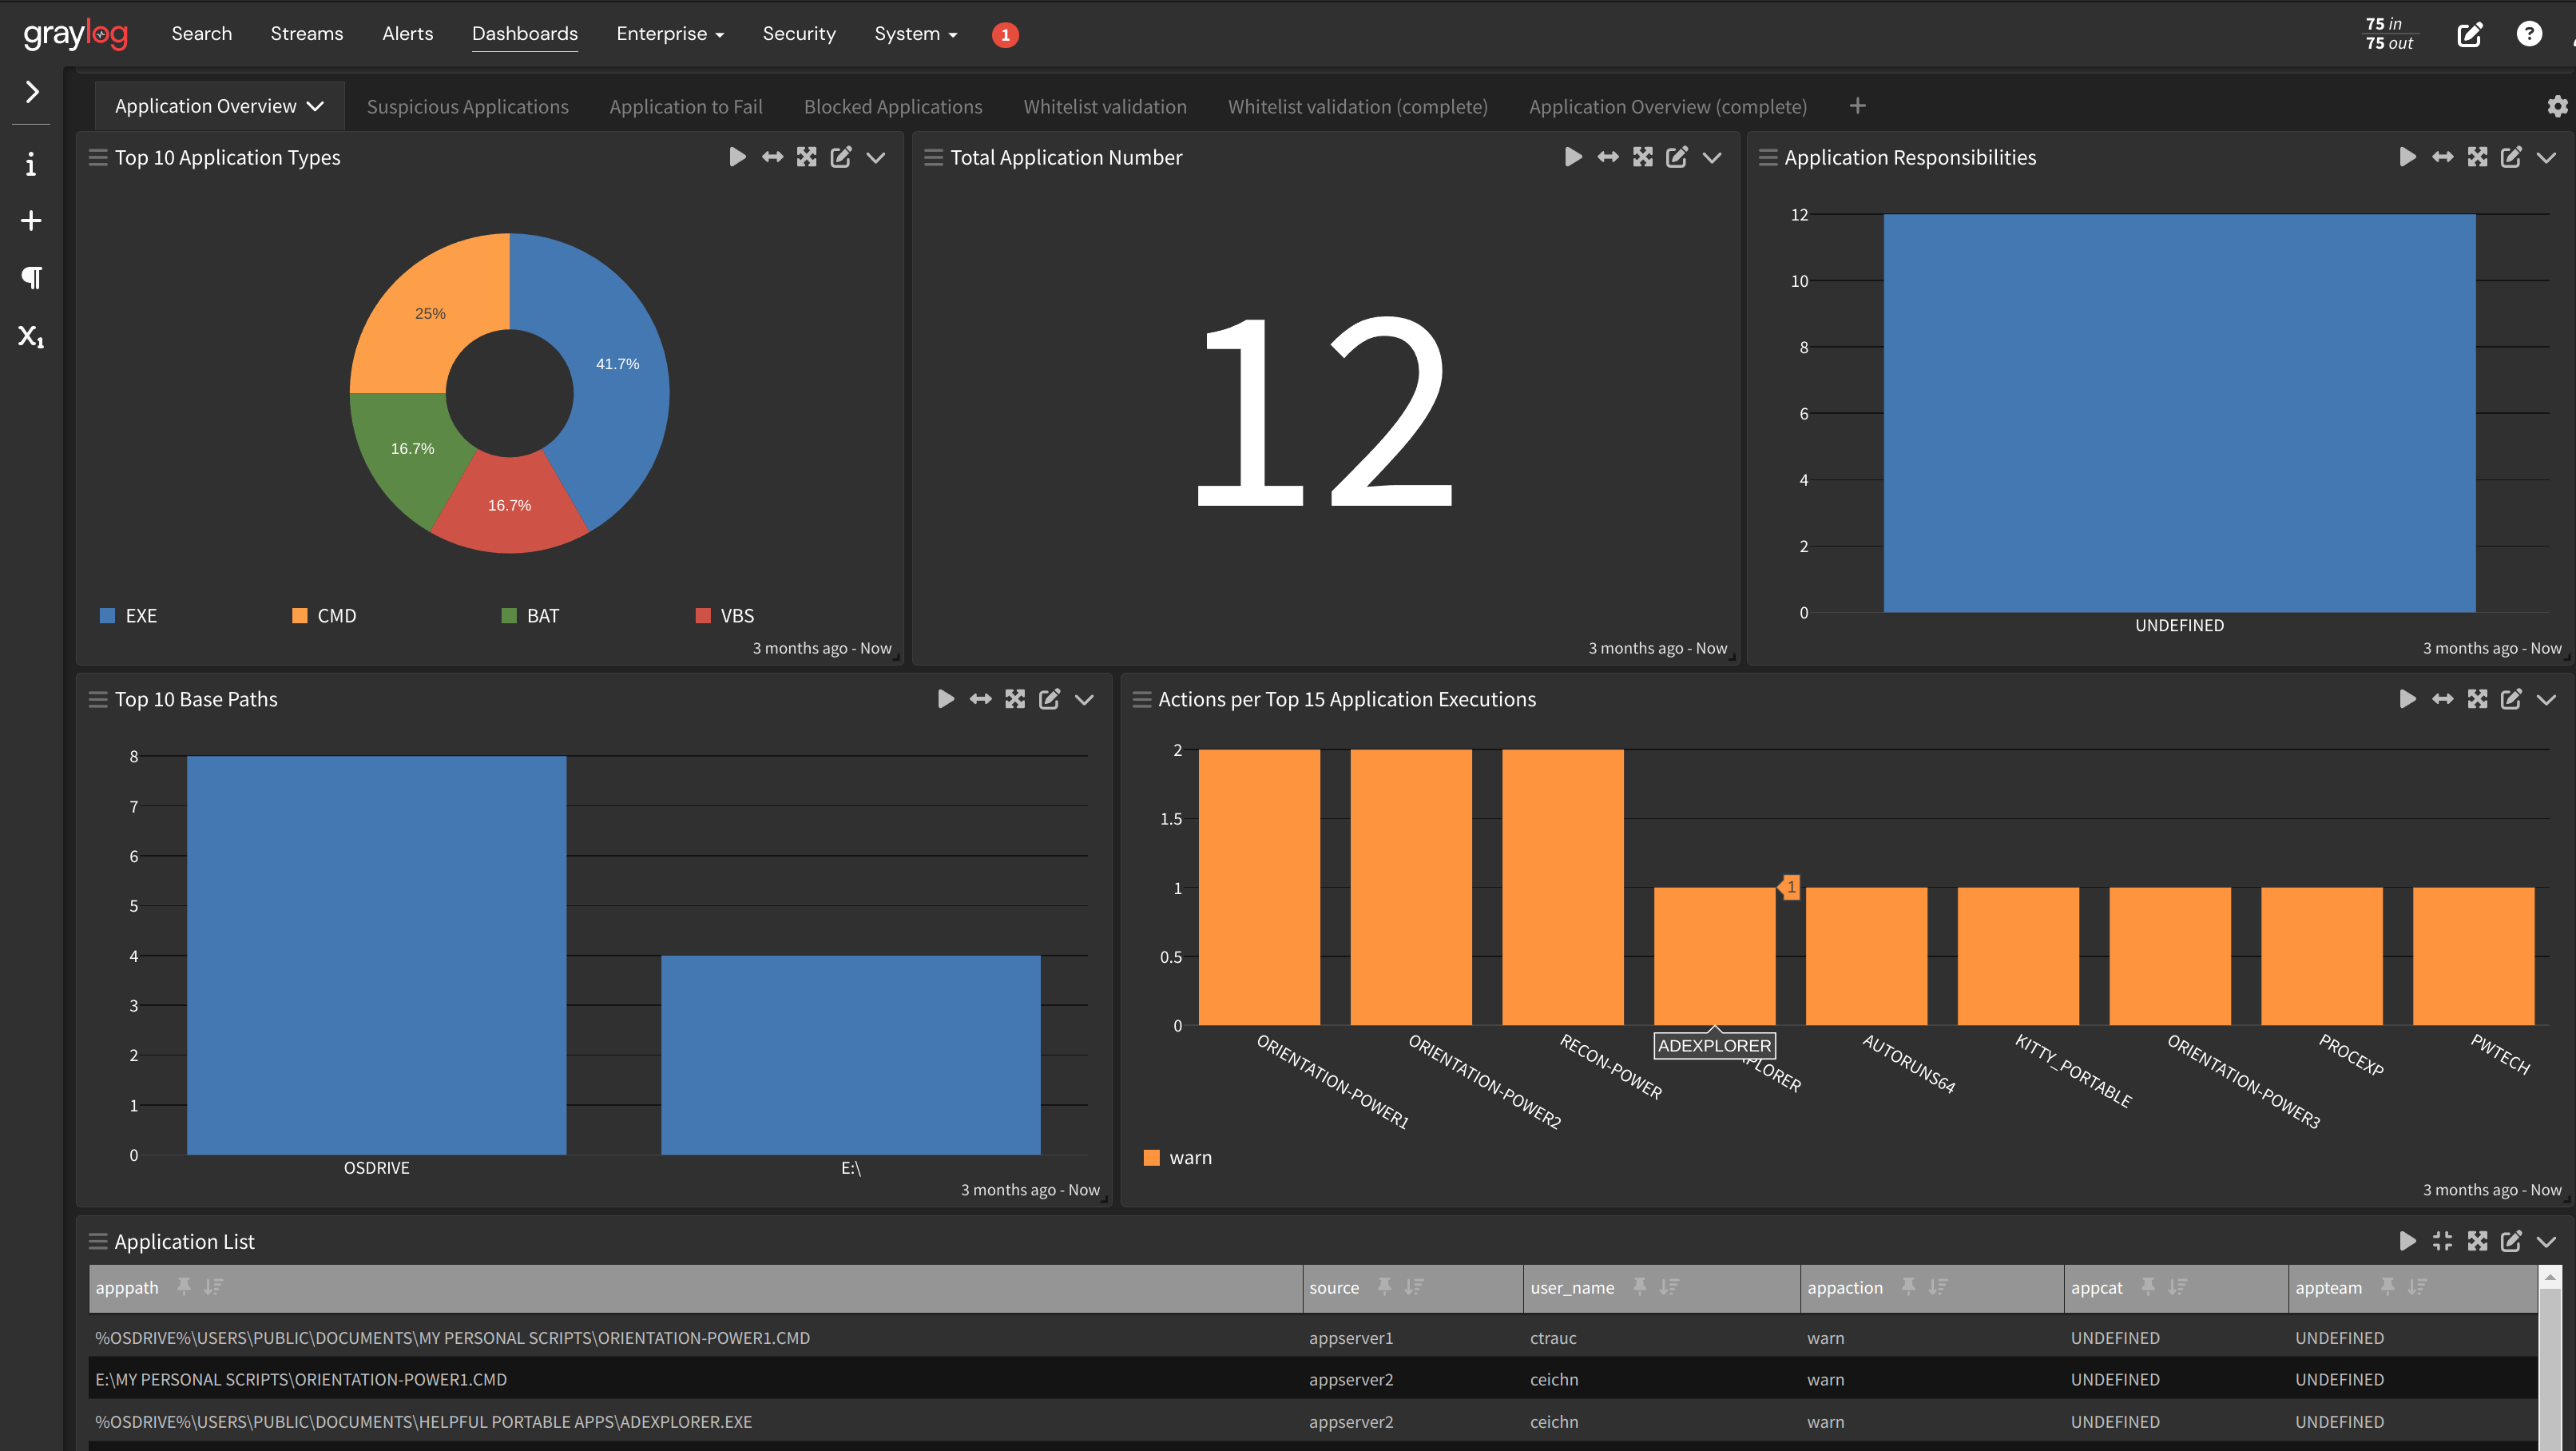 graylog Search Streams Alerts Dashboards Enterprise Security System 1 75 in
75 out
Application Overview Suspicious Applications Application to Fail Blocked Applications Whitelist validation Whitelist validation (complete) Application Overview (complete)
Top 10 Application Types
41.7%
25%
16.7%
16.7%
EXE CMD BAT VBS
3 months ago - Now
Total Application Number
12
3 months ago - Now
Application Responsibilities
12
10
8
6
4
2
0
UNDEFINED
3 months ago - Now
Top 10 Base Paths
8
7
6
5
4
3
2
1
0
OSDRIVE E:\
3 months ago - Now
Actions per Top 15 Application Executions
2
1.5
1
0.5
0
1
ORIENTATION-POWER1 ORIENTATION-POWER2 RECON-POWER ADEXPLORER PLORER AUTORUNS64 KITTY_PORTABLE ORIENTATION-POWER3 PROCEXP PWTECH
warn
3 months ago - Now
Application List
apppath source user_name appaction appcat appteam
%OSDRIVE%\USERS\PUBLIC\DOCUMENTS\MY PERSONAL SCRIPTS\ORIENTATION-POWER1.CMD appserver1 ctrauc warn UNDEFINED UNDEFINED
E:\MY PERSONAL SCRIPTS\ORIENTATION-POWER1.CMD appserver2 ceichn warn UNDEFINED UNDEFINED
%OSDRIVE%\USERS\PUBLIC\DOCUMENTS\HELPFUL PORTABLE APPS\ADEXPLORER.EXE appserver2 ceichn warn UNDEFINED UNDEFINED